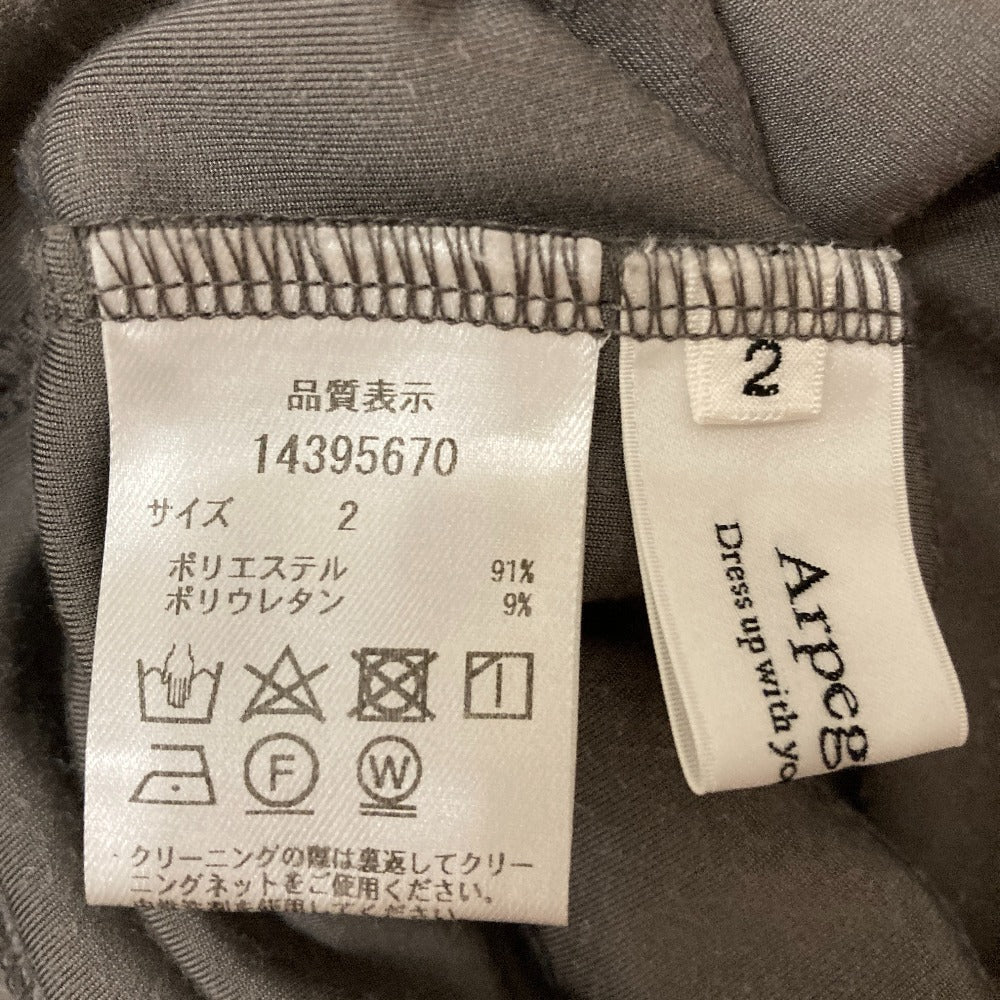 品質表示
14395670
サイズ 2
ポリエステル 91%
ポリウレタン 9%
F
W
クリーニングの際は裏返してクリー
ニングネットをご使用ください。
2
Arpeg
Dress up with yo